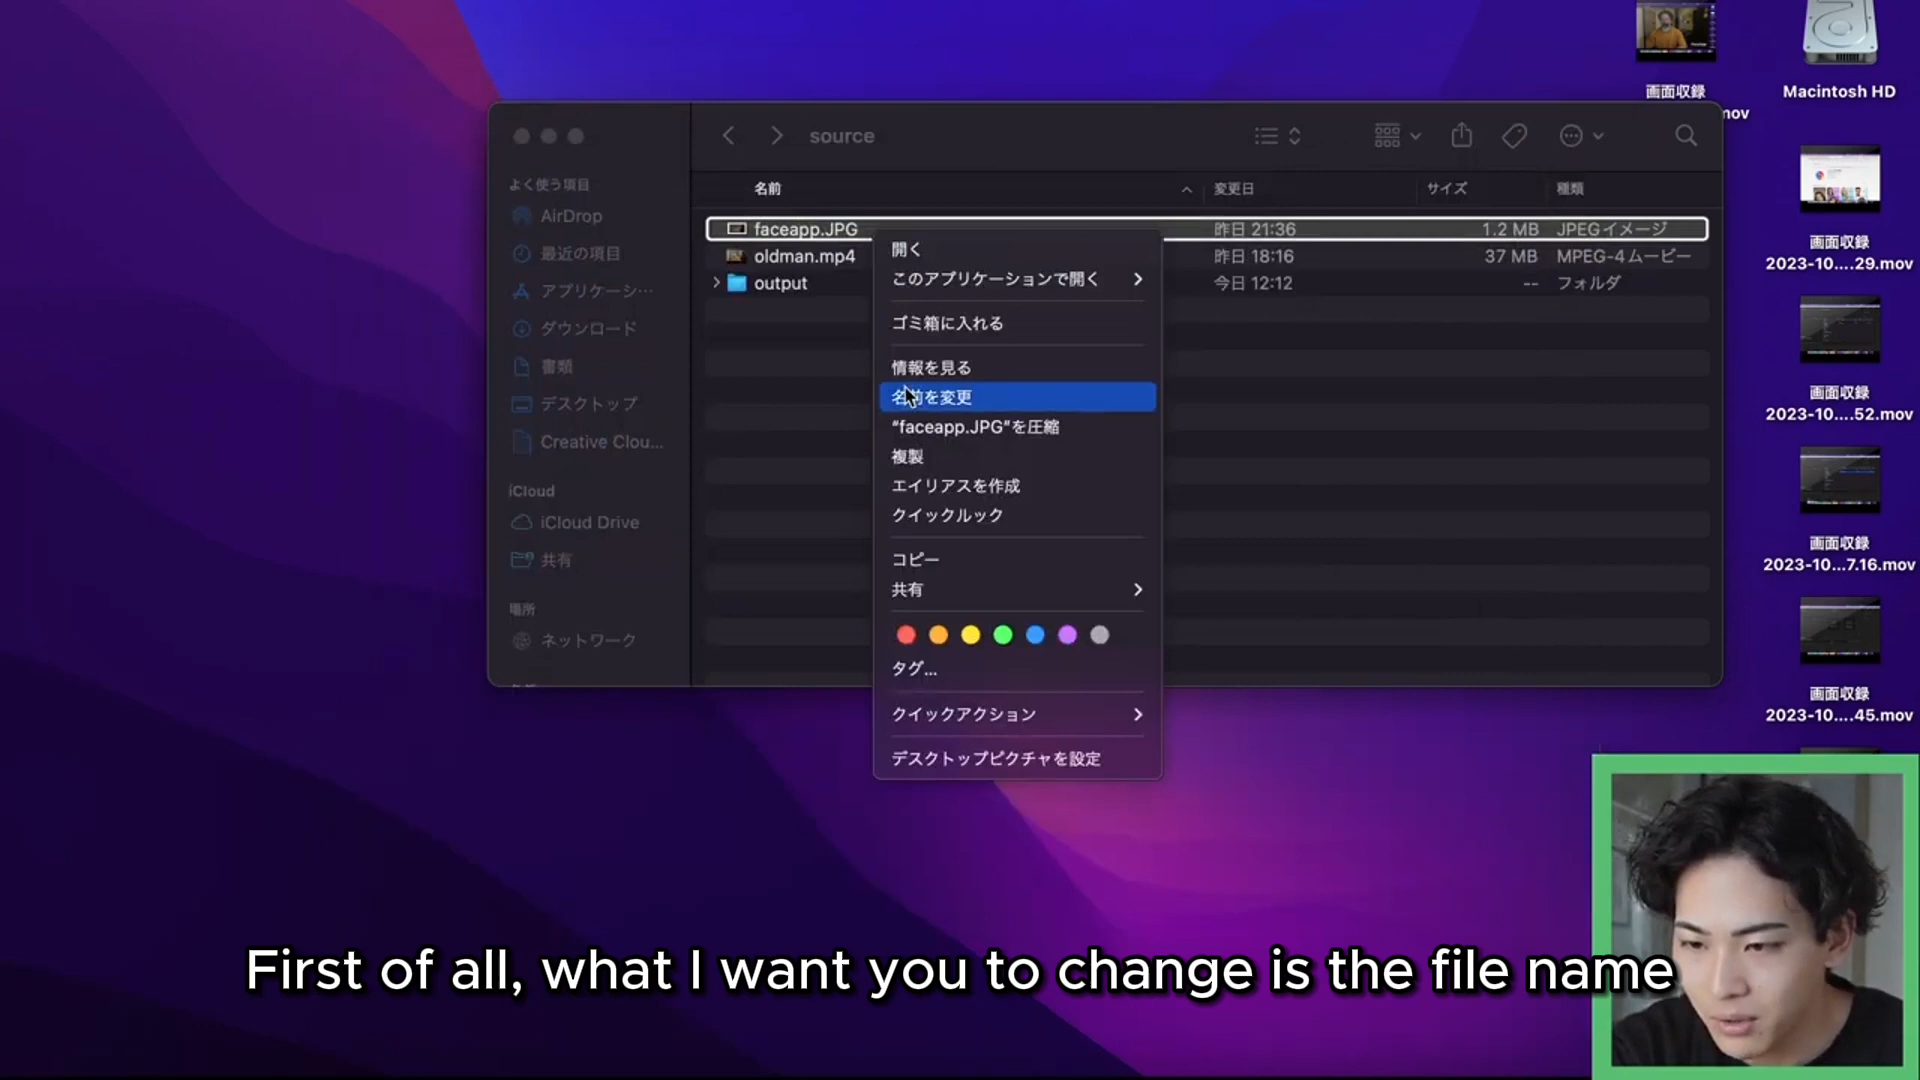 画面収録
mov
Macintosh HD
source
よく使う項目
AirDrop
最近の項目
アプリケーシ…
ダウンロード
書類
デスクトップ
Creative Clou...
iCloud
iCloud Drive
共有
場所
ネットワーク
名前 変更日 サイズ 種類
faceapp.JPG 昨日 21:36 1.2 MB JPEGイメージ
oldman.mp4 昨日 18:16 37 MB MPEG-4ムービー
output 今日 12:12 -- フォルダ
開く
このアプリケーションで開く
ゴミ箱に入れる
情報を見る
名前を変更
“faceapp.JPG”を圧縮
複製
エイリアスを作成
クイックルック
コピー
共有
タグ...
クイックアクション
デスクトップピクチャを設定
画面収録
2023-10....29.mov
画面収録
2023-10....52.mov
画面収録
2023-10...7.16.mov
画面収録
2023-10....45.mov
First of all, what I want you to change is the file name